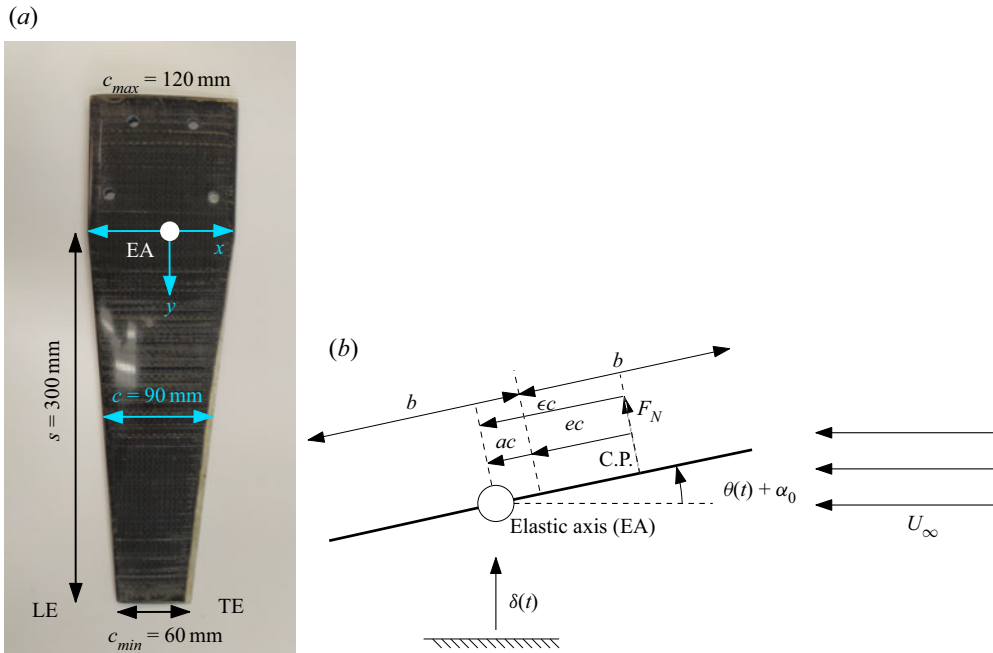 (a)
c_max = 120 mm
EA
x
y
s = 300 mm
c = 90 mm
LE
TE
c_min = 60 mm
(b)
b
b
ϵc
F_N
ac
ec
C.P.
θ(t) + α_0
Elastic axis (EA)
U_∞
δ(t)